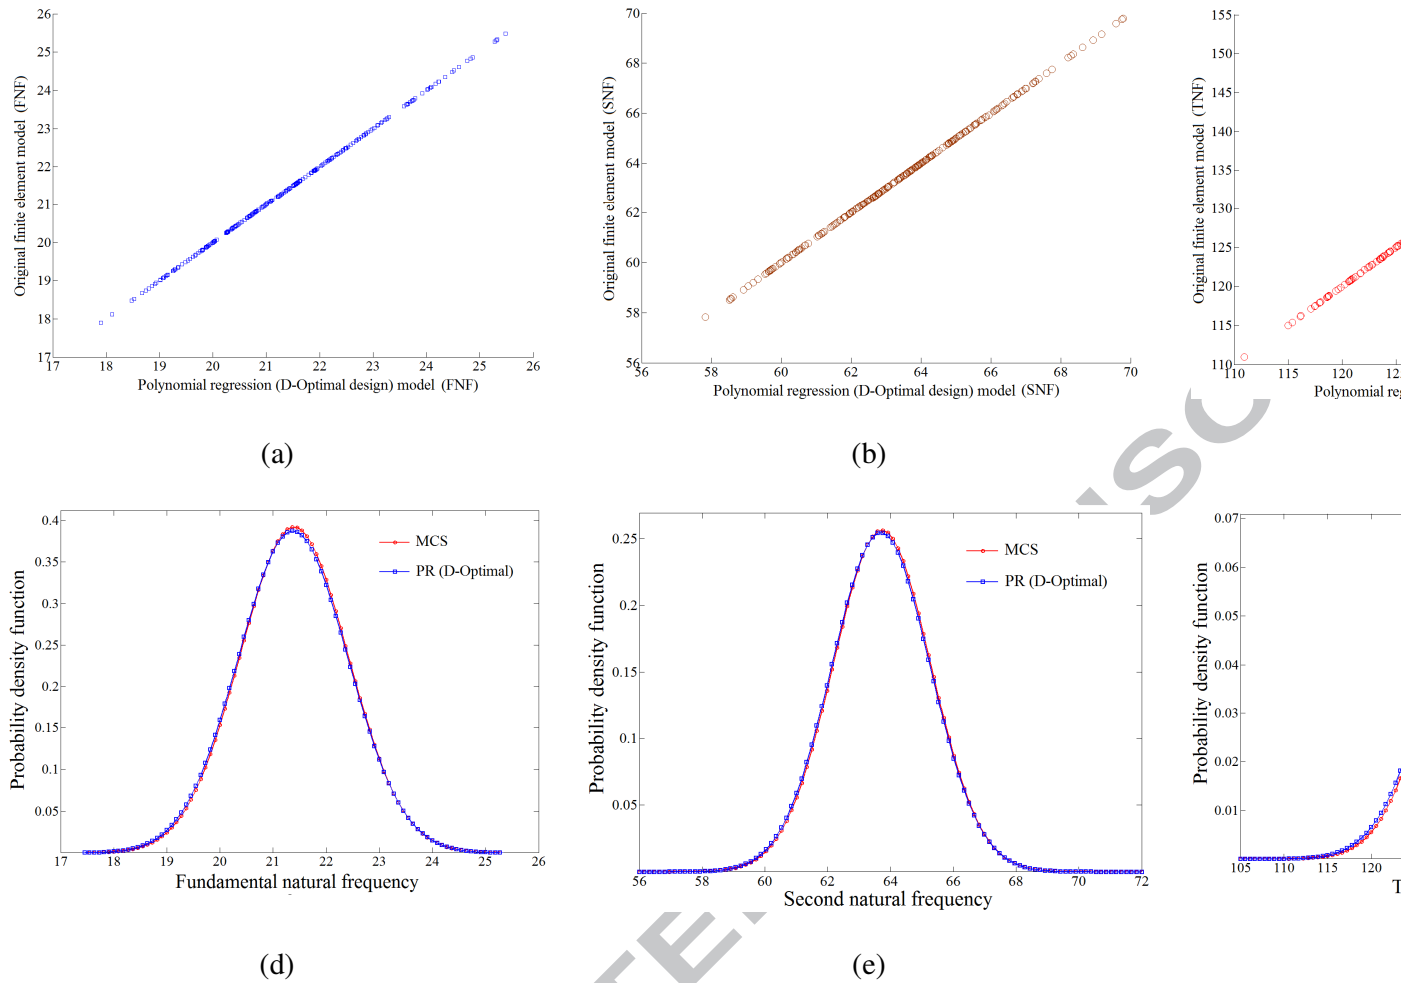 26
25
24
23
22
21
20
19
18
17
17 18 19 20 21 22 23 24 25 26
Original finite element model (FNF)
Polynomial regression (D-Optimal design) model (FNF)
(a)
70
68
66
64
62
60
58
56
56 58 60 62 64 66 68 70
Original finite element model (SNF)
Polynomial regression (D-Optimal design) model (SNF)
(b)
155
150
145
140
135
130
125
120
115
110
110 115 120
Original finite element model (TNF)
Polynomial
0.4
0.35
0.3
0.25
0.2
0.15
0.1
0.05
17 18 19 20 21 22 23 24 25 26
Probability density function
MCS
PR (D-Optimal)
Fundamental natural frequency
(d)
0.25
0.2
0.15
0.1
0.05
56 58 60 62 64 66 68 70 72
Probability density function
MCS
PR (D-Optimal)
Second natural frequency
(e)
0.07
0.06
0.05
0.04
0.03
0.02
0.01
0
105 110 115 120
Probability density function